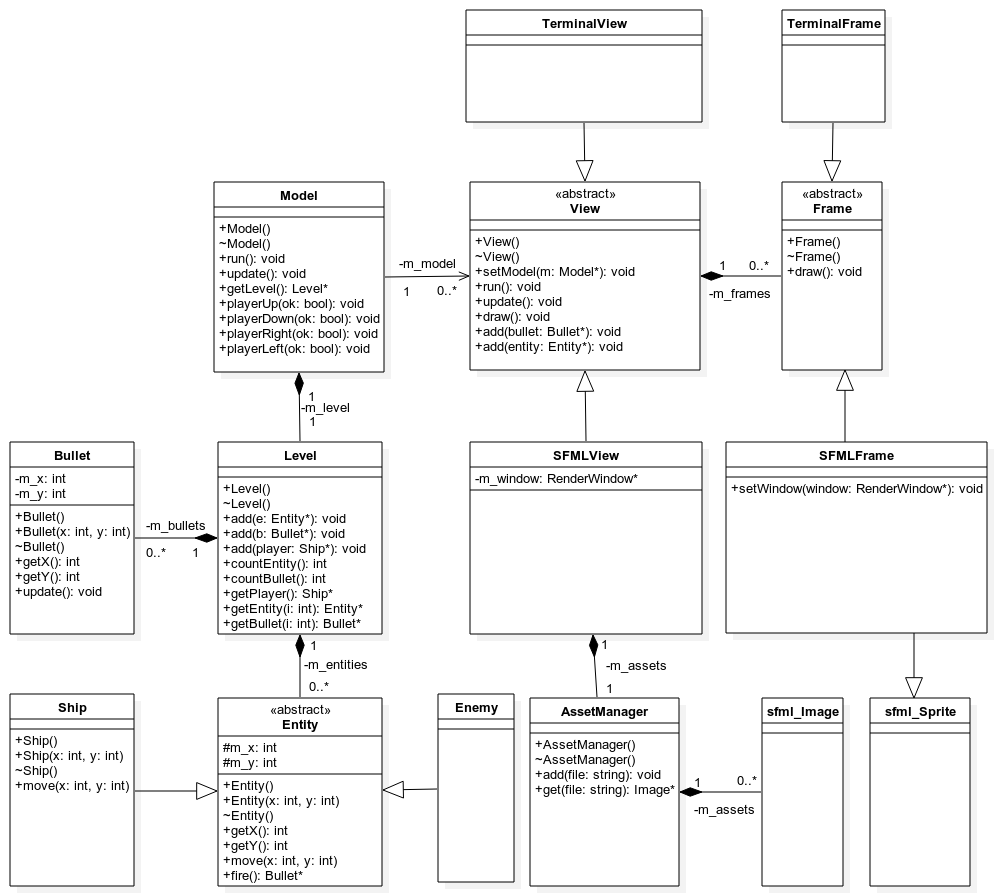 TerminalView
TerminalFrame
Model
+Model()
~Model()
+run(): void
+update(): void
+getLevel(): Level*
+playerUp(ok: bool): void
+playerDown(ok: bool): void
+playerRight(ok: bool): void
+playerLeft(ok: bool): void
-m_model
1
0..*
«abstract»
View
+View()
~View()
+setModel(m: Model*): void
+run(): void
+update(): void
+draw(): void
+add(bullet: Bullet*): void
+add(entity: Entity*): void
1
0..*
-m_frames
«abstract»
Frame
+Frame()
~Frame()
+draw(): void
1
-m_level
1
Bullet
-m_x: int
-m_y: int
+Bullet()
+Bullet(x: int, y: int)
~Bullet()
+getX(): int
+getY(): int
+update(): void
-m_bullets
0..*
1
Level
+Level()
~Level()
+add(e: Entity*): void
+add(b: Bullet*): void
+add(player: Ship*): void
+countEntity(): int
+countBullet(): int
+getPlayer(): Ship*
+getEntity(i: int): Entity*
+getBullet(i: int): Bullet*
SFMLView
-m_window: RenderWindow*
SFMLFrame
+setWindow(window: RenderWindow*): void
1
-m_entities
0..*
1
-m_assets
1
Ship
+Ship()
+Ship(x: int, y: int)
~Ship()
+move(x: int, y: int)
«abstract»
Entity
#m_x: int
#m_y: int
+Entity()
+Entity(x: int, y: int)
~Entity()
+getX(): int
+getY(): int
+move(x: int, y: int)
+fire(): Bullet*
Enemy
AssetManager
+AssetManager()
~AssetManager()
+add(file: string): void
+get(file: string): Image*
1
0..*
-m_assets
sfml_Image
sfml_Sprite